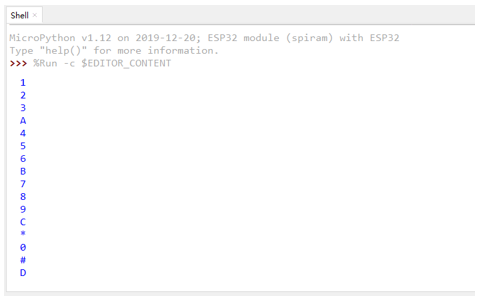 Shell ×
MicroPython v1.12 on 2019-12-20; ESP32 module (spiram) with ESP32
Type "help()" for more information.
>>> %Run -c $EDITOR_CONTENT
1
2
3
A
4
5
6
B
7
8
9
C
*
0
#
D